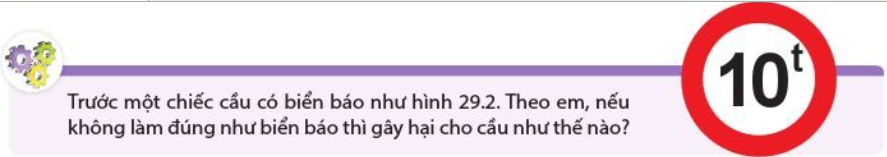 Trước một chiếc cầu có biển báo như hình 29.2. Theo em, nếu
không làm đúng như biển báo thì gây hại cho cầu như thế nào?
10t